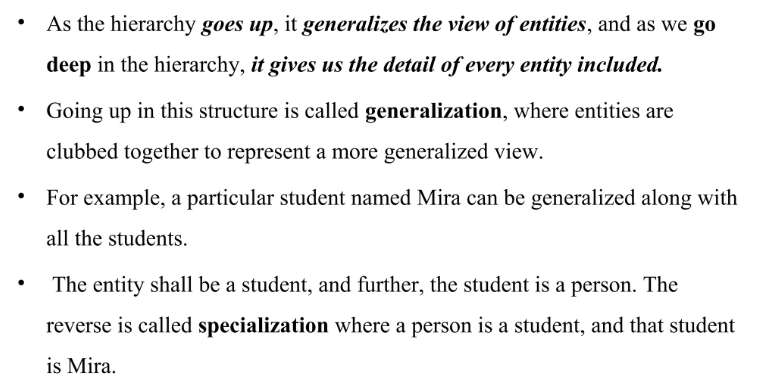 • As the hierarchy goes up, it generalizes the view of entities, and as we go
deep in the hierarchy, it gives us the detail of every entity included.
• Going up in this structure is called generalization, where entities are
clubbed together to represent a more generalized view.
• For example, a particular student named Mira can be generalized along with
all the students.
• The entity shall be a student, and further, the student is a person. The
reverse is called specialization where a person is a student, and that student
is Mira.